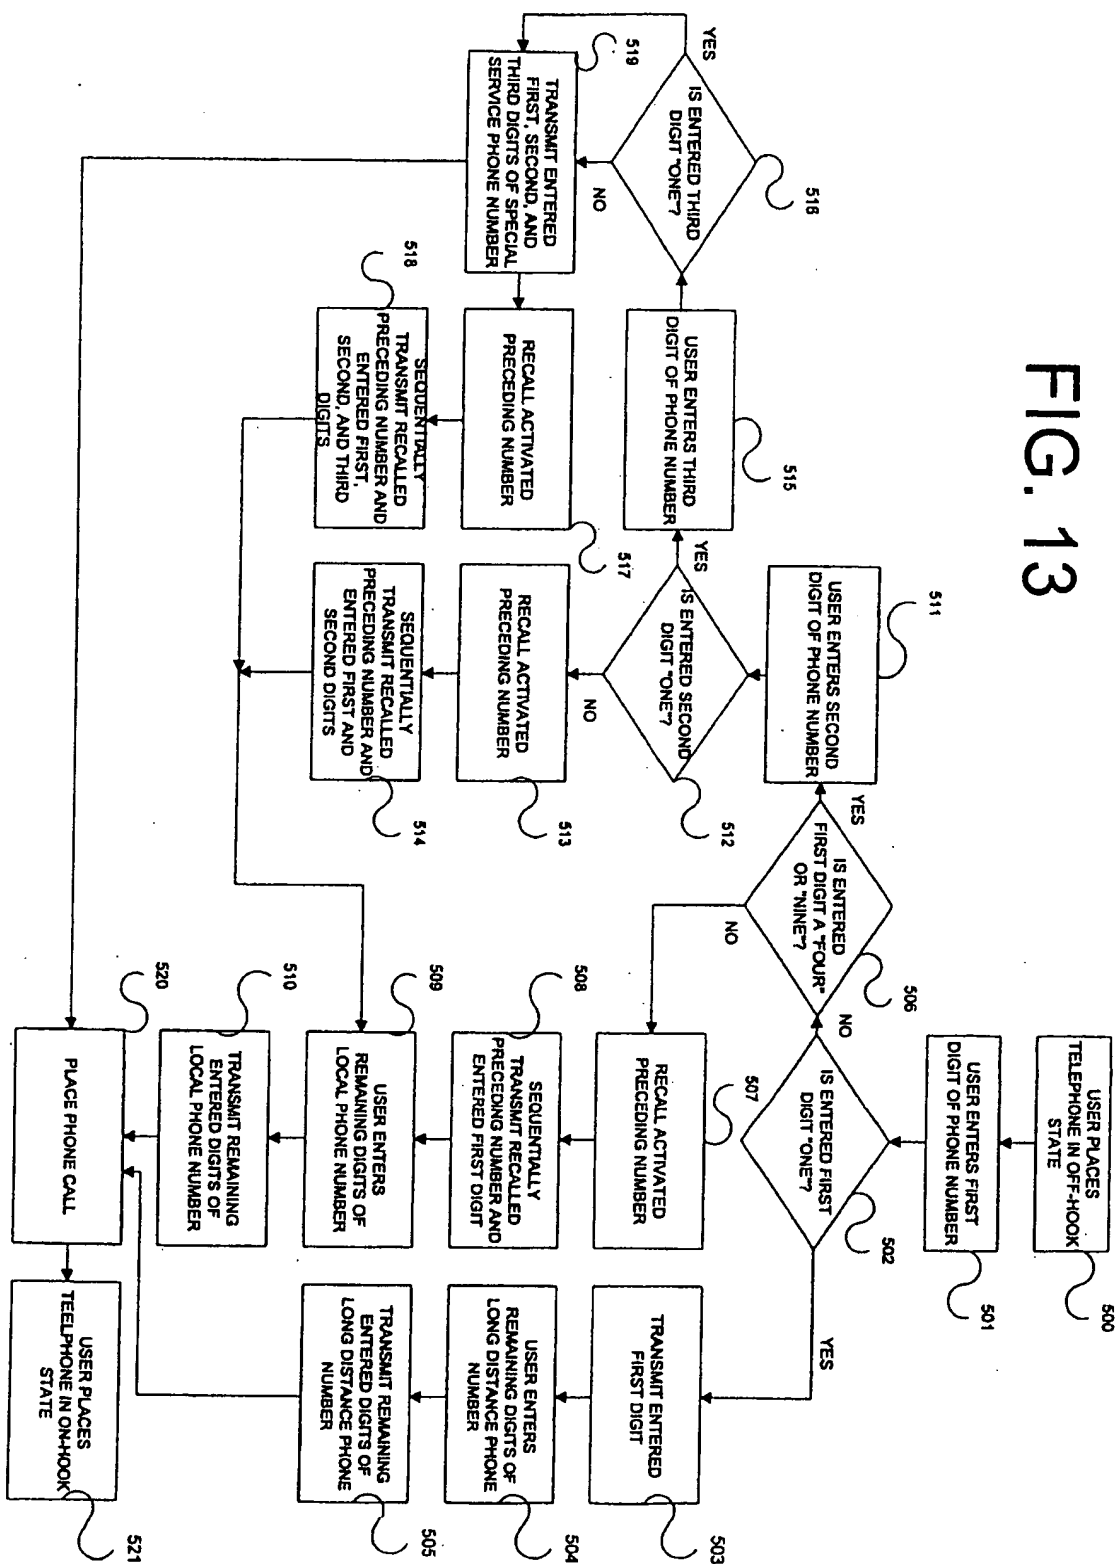 FIG. 13
USER PLACES
TELEPHONE IN OFF-HOOK
STATE
500
USER ENTERS FIRST
DIGIT OF PHONE NUMBER
501
IS ENTERED FIRST
DIGIT "ONE"?
502
YES
NO
TRANSMIT ENTERED
FIRST DIGIT
503
USER ENTERS
REMAINING DIGITS OF
LONG DISTANCE PHONE
NUMBER
504
TRANSMIT REMAINING
ENTERED DIGITS OF
LONG DISTANCE PHONE
NUMBER
505
IS ENTERED
FIRST DIGIT A "FOUR"
OR "NINE"?
506
YES
NO
RECALL ACTIVATED
PRECEDING NUMBER
507
SEQUENTIALLY
TRANSMIT RECALLED
PRECEDING NUMBER AND
ENTERED FIRST DIGIT
508
USER ENTERS
REMAINING DIGITS OF
LOCAL PHONE NUMBER
509
TRANSMIT REMAINING
ENTERED DIGITS OF
LOCAL PHONE NUMBER
510
USER ENTERS SECOND
DIGIT OF PHONE NUMBER
511
IS ENTERED SECOND
DIGIT "ONE"?
512
YES
NO
RECALL ACTIVATED
PRECEDING NUMBER
513
SEQUENTIALLY
TRANSMIT RECALLED
PRECEDING NUMBER AND
ENTERED FIRST AND
SECOND DIGITS
514
USER ENTERS THIRD
DIGIT OF PHONE NUMBER
515
IS ENTERED THIRD
DIGIT "ONE"?
516
YES
NO
RECALL ACTIVATED
PRECEDING NUMBER
517
SEQUENTIALLY
TRANSMIT RECALLED
PRECEDING NUMBER AND
ENTERED FIRST,
SECOND, AND THIRD
DIGITS
518
TRANSMIT ENTERED
FIRST, SECOND, AND
THIRD DIGITS OF SPECIAL
SERVICE PHONE NUMBER
519
PLACE PHONE CALL
520
USER PLACES
TEELPHONE IN ON-HOOK
STATE
521